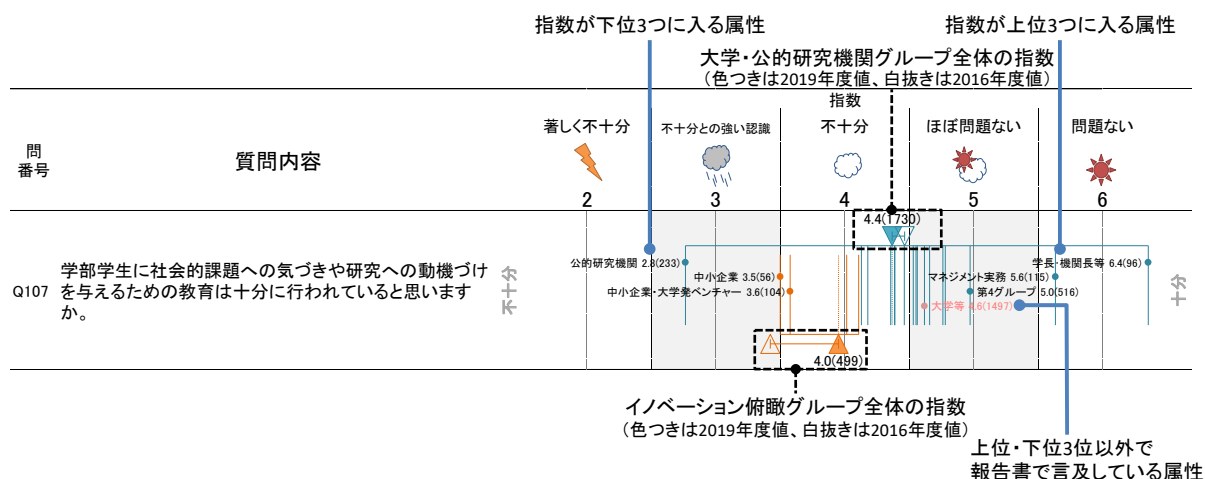 指数が下位3つに入る属性
指数が上位3つに入る属性
大学・公的研究機関グループ全体の指数
（色つきは2019年度値、白抜きは2016年度値）
指数
著しく不十分
不十分との強い認識
不十分
ほぼ問題ない
問題ない
問
番号
質問内容
2
3
4
5
6
4.4(1730)
公的研究機関 2.8(233)
学長・機関長等 6.4(96)
中小企業 3.5(56)
マネジメント実務 5.6(115)
中小企業・大学発ベンチャー 3.6(104)
第4グループ 5.0(516)
大学等 4.6(1497)
Q107
学部学生に社会的課題への気づきや研究への動機づけ
を与えるための教育は十分に行われていると思います
か。
不十分
十分
4.0(499)
イノベーション俯瞰グループ全体の指数
（色つきは2019年度値、白抜きは2016年度値）
上位・下位3位以外で
報告書で言及している属性